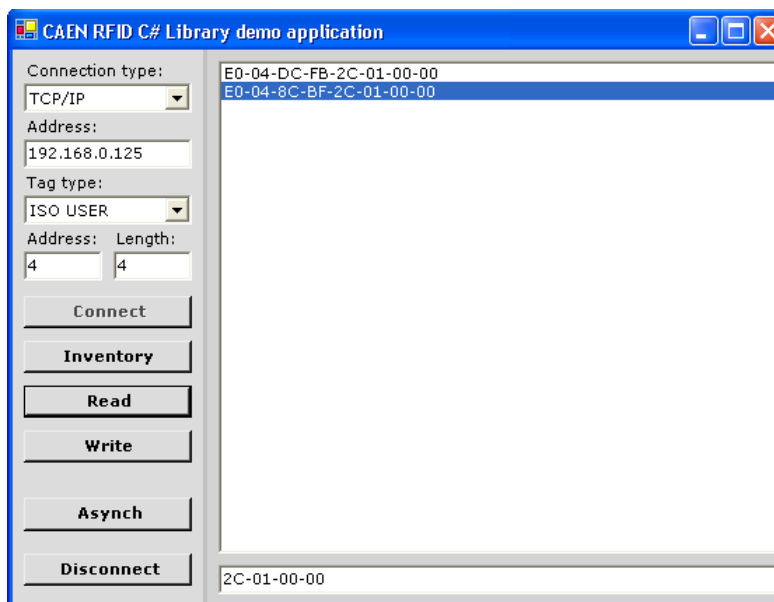 CAEN RFID C# Library demo application
Connection type:
TCP/IP
Address:
192.168.0.125
Tag type:
ISO USER
Address: Length:
4 4
Connect
Inventory
Read
Write
Asynch
Disconnect
E0-04-DC-FB-2C-01-00-00
E0-04-8C-BF-2C-01-00-00
2C-01-00-00